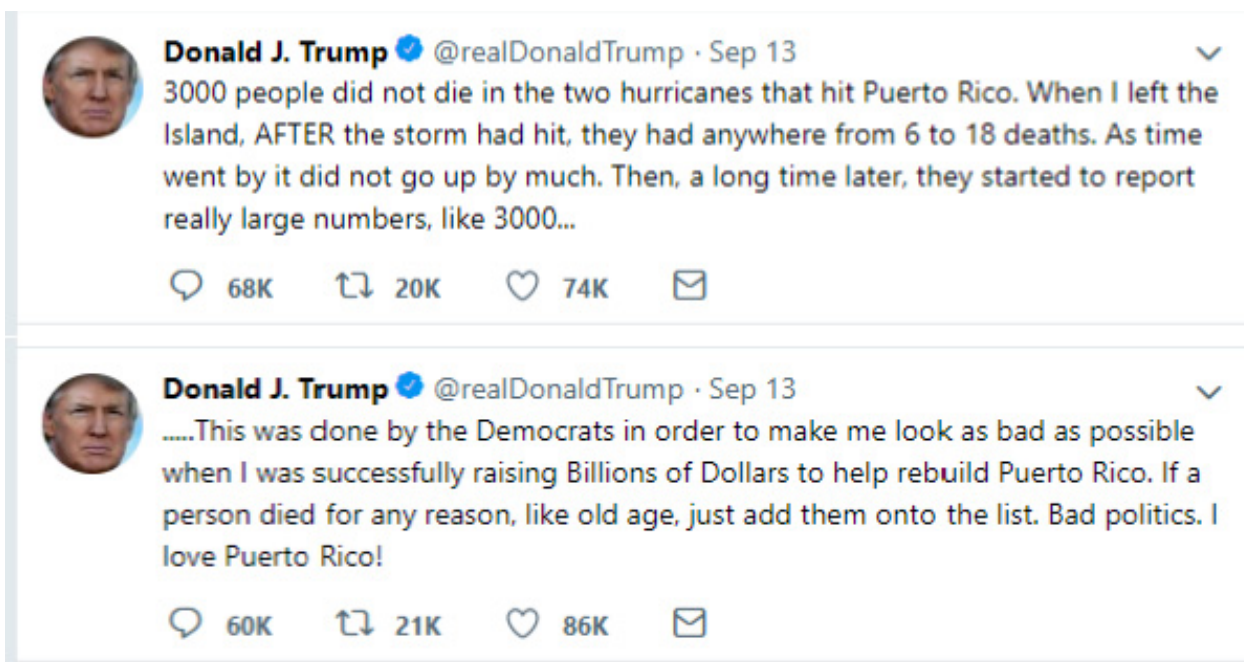 Donald J. Trump @realDonaldTrump · Sep 13
3000 people did not die in the two hurricanes that hit Puerto Rico. When I left the
Island, AFTER the storm had hit, they had anywhere from 6 to 18 deaths. As time
went by it did not go up by much. Then, a long time later, they started to report
really large numbers, like 3000...
68K 20K 74K
Donald J. Trump @realDonaldTrump · Sep 13
.....This was done by the Democrats in order to make me look as bad as possible
when I was successfully raising Billions of Dollars to help rebuild Puerto Rico. If a
person died for any reason, like old age, just add them onto the list. Bad politics. I
love Puerto Rico!
60K 21K 86K